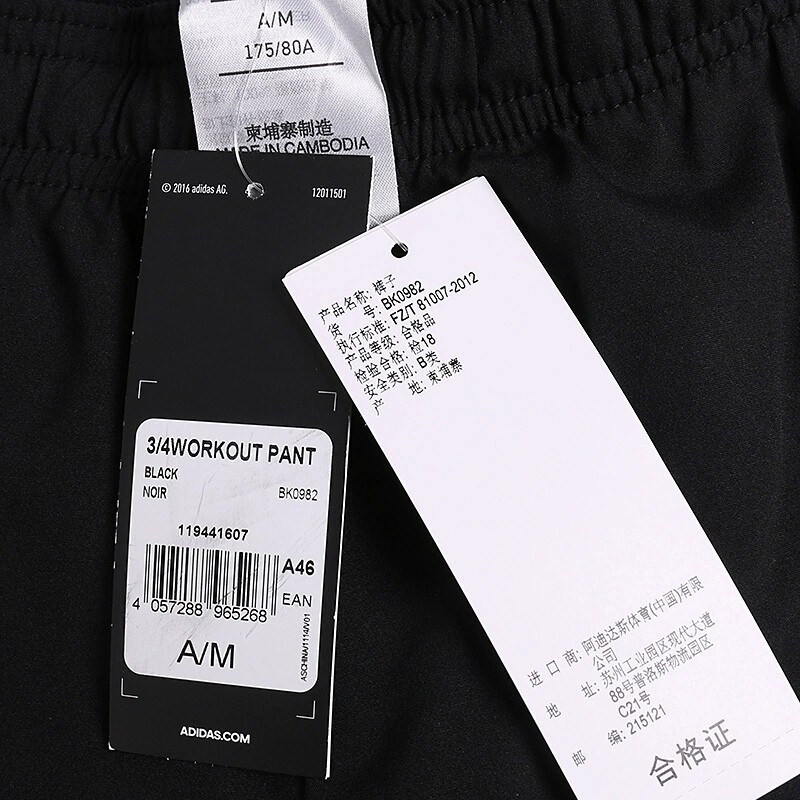 A/M
175/80A
柬埔寨制造
MADE IN CAMBODIA
© 2016 adidas AG.
12011501
3/4WORKOUT PANT
BLACK
NOIR
BK0982
119441607
A46
EAN
4 057288 965268
A/M
ASCHINA/1114/V01
ADIDAS.COM
产品名称: 裤子
货 号: BK0982
执行标准: FZ/T 81007-2012
产品等级: 合格品
检验合格: 检18
安全类别: B类
产 地: 柬埔寨
进 口 商: 阿迪达斯体育(中国)有限
公司
地 址: 苏州工业园区现代大道
88号普洛斯物流园区
C21号
邮 编: 215121
合格证